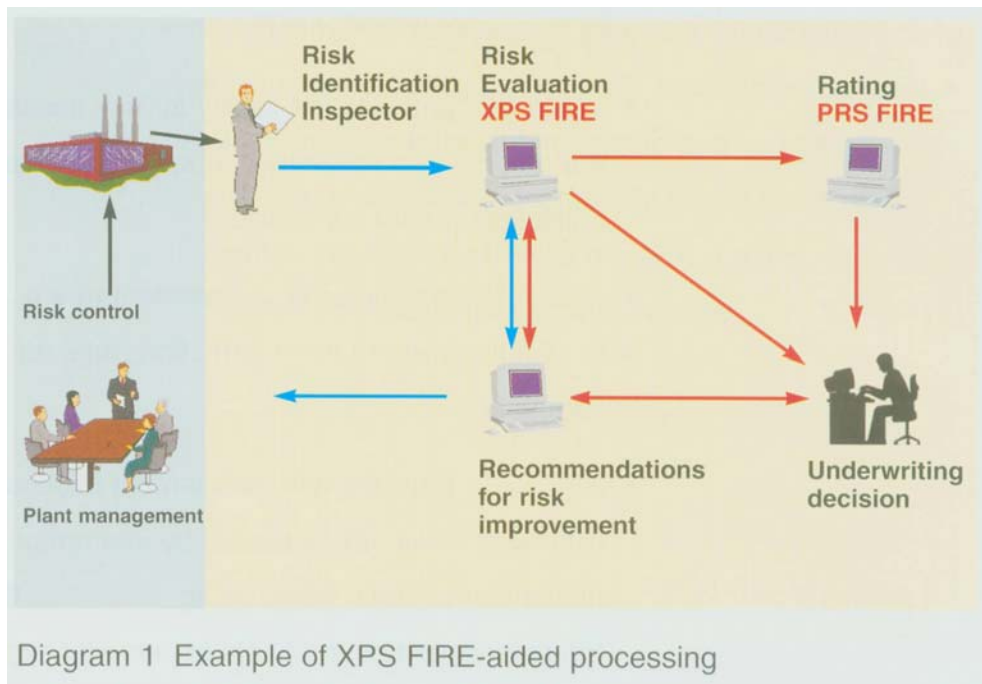 Risk
Identification
Inspector
Risk
Evaluation
XPS FIRE
Rating
PRS FIRE
Risk control
Plant management
Recommendations
for risk
improvement
Underwriting
decision
Diagram 1 Example of XPS FIRE-aided processing